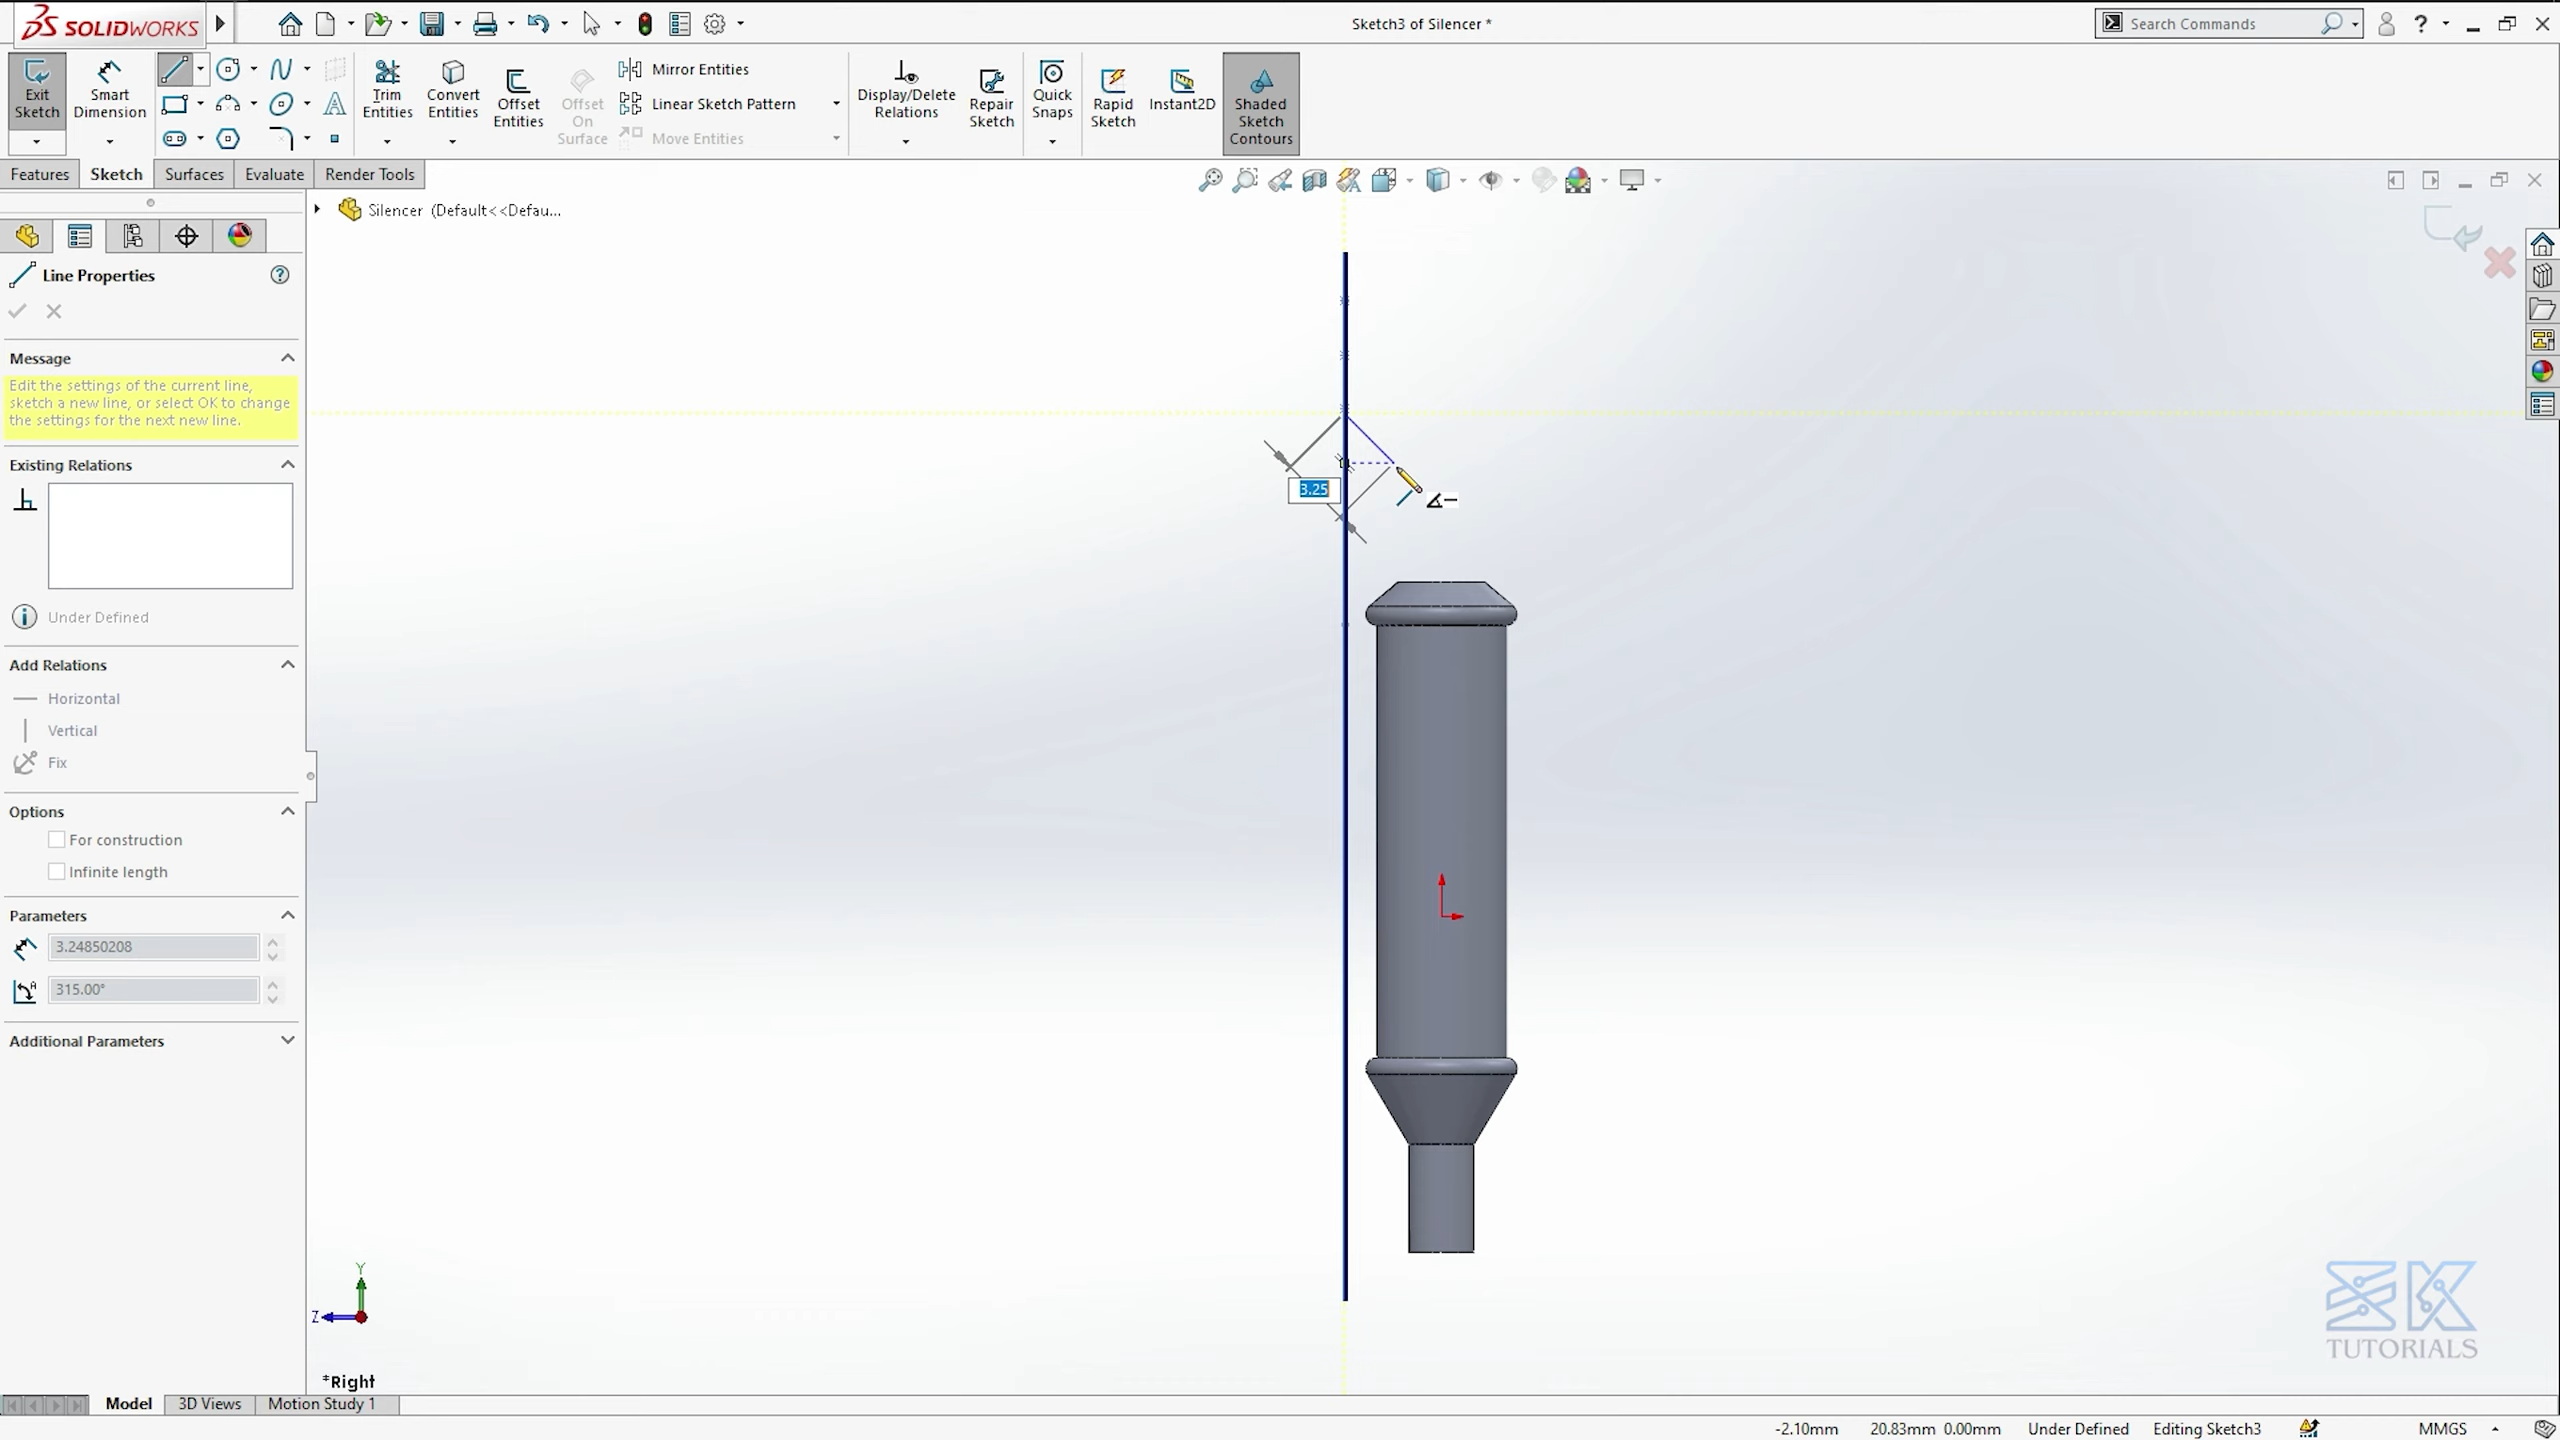 SOLIDWORKS
Sketch3 of Silencer *
Search Commands
Exit Sketch
Smart Dimension
Trim Entities
Convert Entities
Offset Entities
Offset On Surface
Mirror Entities
Linear Sketch Pattern
Move Entities
Display/Delete Relations
Repair Sketch
Quick Snaps
Rapid Sketch
Instant2D
Shaded Sketch Contours
Features
Sketch
Surfaces
Evaluate
Render Tools
Silencer (Default<<Defau...
Line Properties
Message
Edit the settings of the current line,
sketch a new line, or select OK to change
the settings for the next new line.
Existing Relations
Under Defined
Add Relations
Horizontal
Vertical
Fix
Options
For construction
Infinite length
Parameters
3.24850208
315.00°
Additional Parameters
3.25
Y
Z
*Right
ZK
TUTORIALS
Model
3D Views
Motion Study 1
-2.10mm
20.83mm 0.00mm
Under Defined
Editing Sketch3
MMGS